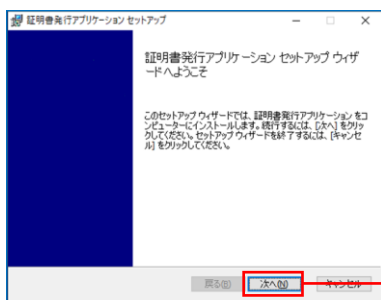 証明書発行アプリケーション セットアップ
証明書発行アプリケーション セットアップ ウィザ
ードへようこそ
このセットアップ ウィザードでは、証明書発行アプリケーション をコ
ンピューターにインストールします。続行するには、[次へ] をクリッ
クしてください。セットアップ ウィザードを終了するには、[キャンセ
ル] をクリックしてください。
戻る(B)
次へ(N)
キャンセル